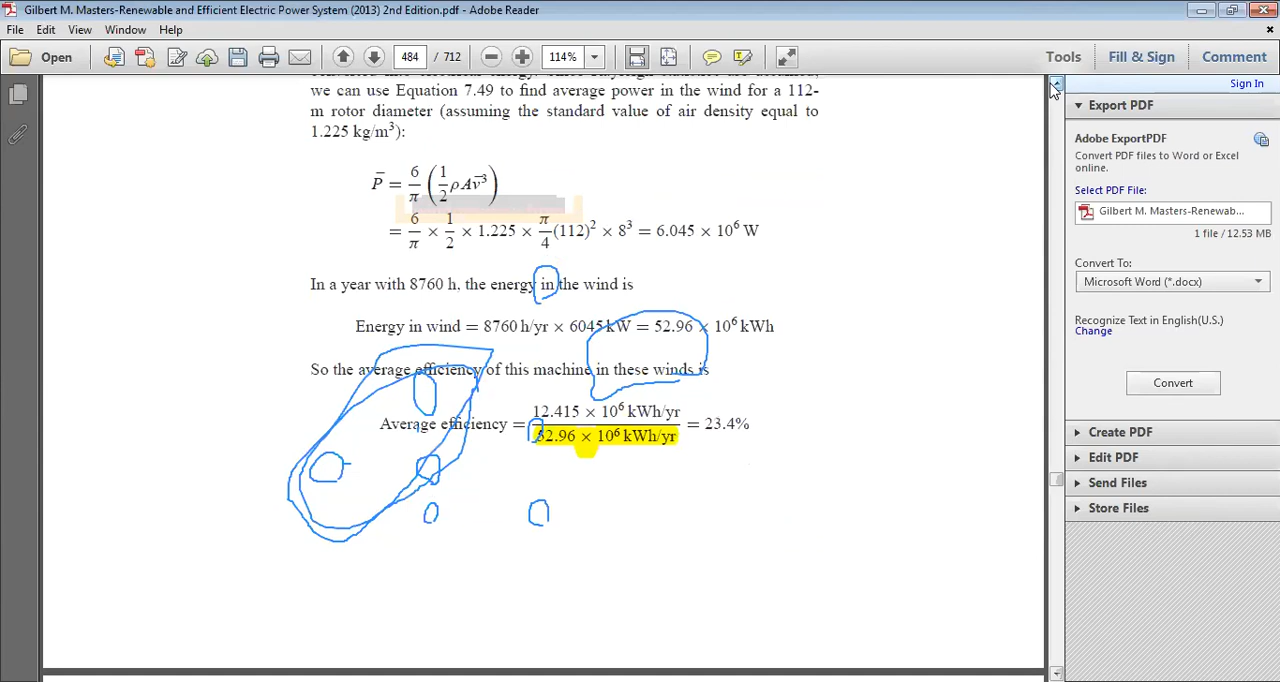 Gilbert M. Masters-Renewable and Efficient Electric Power System (2013) 2nd Edition.pdf - Adobe Reader
File Edit View Window Help
Open 484 / 712 114% Tools Fill & Sign Comment
Sign In
we can use Equation 7.49 to find average power in the wind for a 112-
m rotor diameter (assuming the standard value of air density equal to
1.225 kg/m³):
P̄ = 6/π (1/2 ρAv̄³)
= 6/π × 1/2 × 1.225 × π/4 (112)² × 8³ = 6.045 × 10⁶ W
In a year with 8760 h, the energy in the wind is
Energy in wind = 8760 h/yr × 6045 kW = 52.96 × 10⁶ kWh
So the average efficiency of this machine in these winds is
Average efficiency = 12.415 × 10⁶ kWh/yr / 52.96 × 10⁶ kWh/yr = 23.4%
Export PDF
Adobe ExportPDF
Convert PDF files to Word or Excel
online.
Select PDF File:
Gilbert M. Masters-Renewab...
1 file / 12.53 MB
Convert To:
Microsoft Word (*.docx)
Recognize Text in English(U.S.)
Change
Convert
Create PDF
Edit PDF
Send Files
Store Files